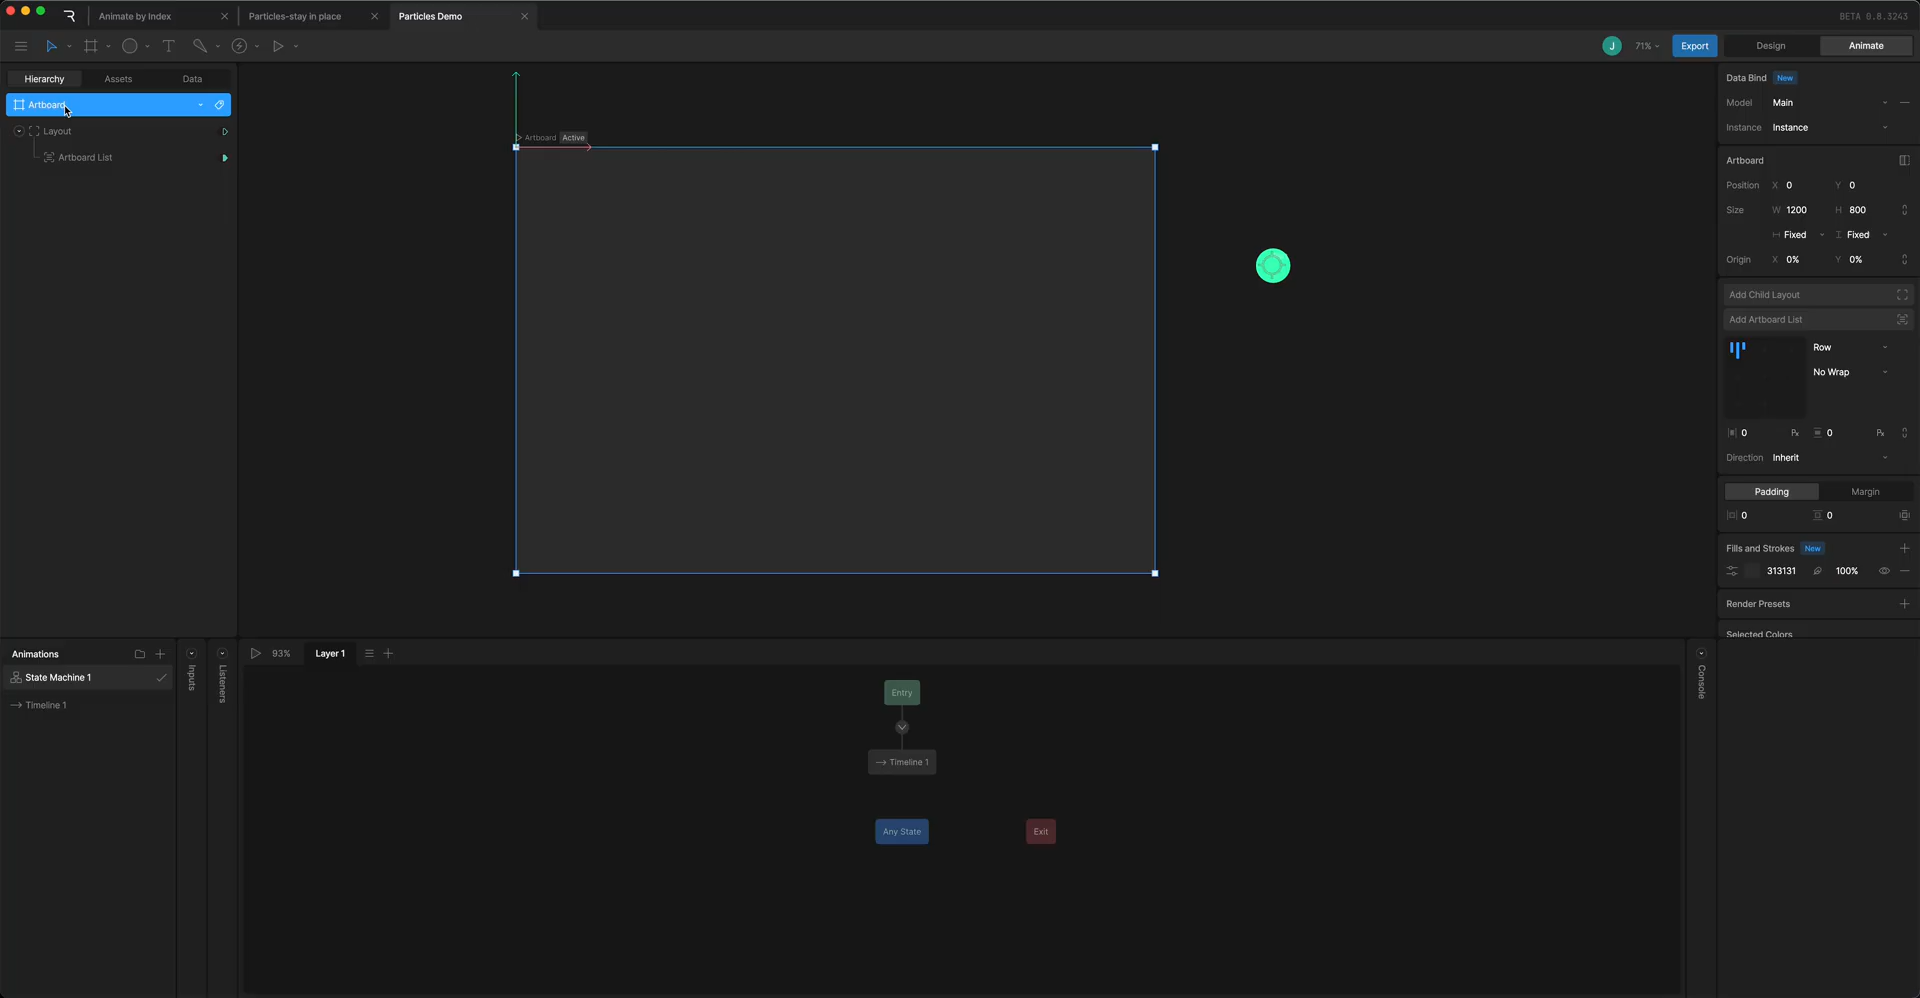 Animate by Index
Particles-stay in place
Particles Demo
BETA 0.8.3243
J
71%
Export
Design
Animate
Hierarchy
Assets
Data
Artboard
Layout
Artboard List
Artboard Active
Data Bind New
Model Main
Instance Instance
Artboard
Position X 0 Y 0
Size W 1200 H 800
Fixed Fixed
Origin X 0% Y 0%
Add Child Layout
Add Artboard List
Row
No Wrap
0 Px 0 Px
Direction Inherit
Padding Margin
0 0
Fills and Strokes New
313131 100%
Render Presets
Selected Colors
Animations
State Machine 1
Timeline 1
Inputs
Listeners
93%
Layer 1
Entry
Timeline 1
Any State
Exit
Console